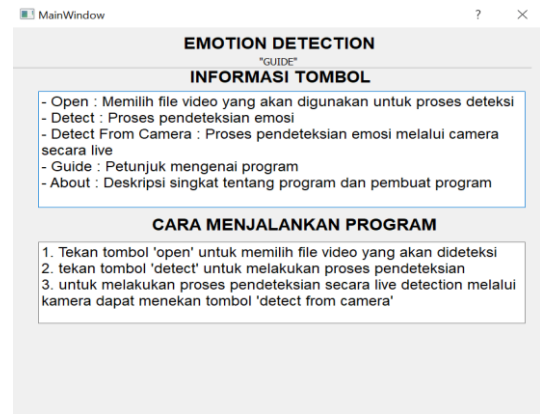 MainWindow
EMOTION DETECTION
"GUIDE"
INFORMASI TOMBOL
- Open : Memilih file video yang akan digunakan untuk proses deteksi
- Detect : Proses pendeteksian emosi
- Detect From Camera : Proses pendeteksian emosi melalui camera
secara live
- Guide : Petunjuk mengenai program
- About : Deskripsi singkat tentang program dan pembuat program
CARA MENJALANKAN PROGRAM
1. Tekan tombol 'open' untuk memilih file video yang akan dideteksi
2. tekan tombol 'detect' untuk melakukan proses pendeteksian
3. untuk melakukan proses pendeteksian secara live detection melalui
kamera dapat menekan tombol 'detect from camera'